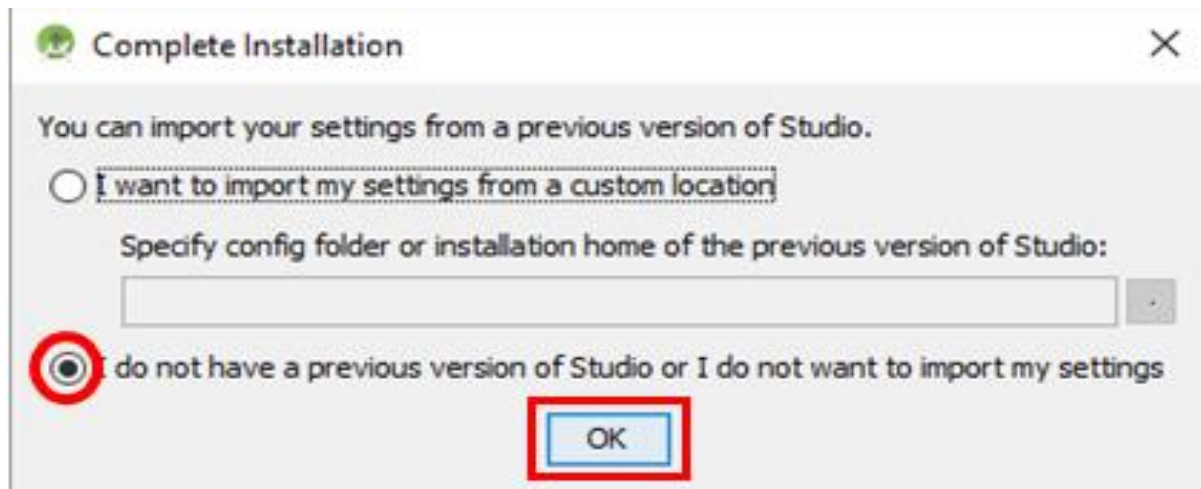 Complete Installation
You can import your settings from a previous version of Studio.
I want to import my settings from a custom location
Specify config folder or installation home of the previous version of Studio:
I do not have a previous version of Studio or I do not want to import my settings
OK